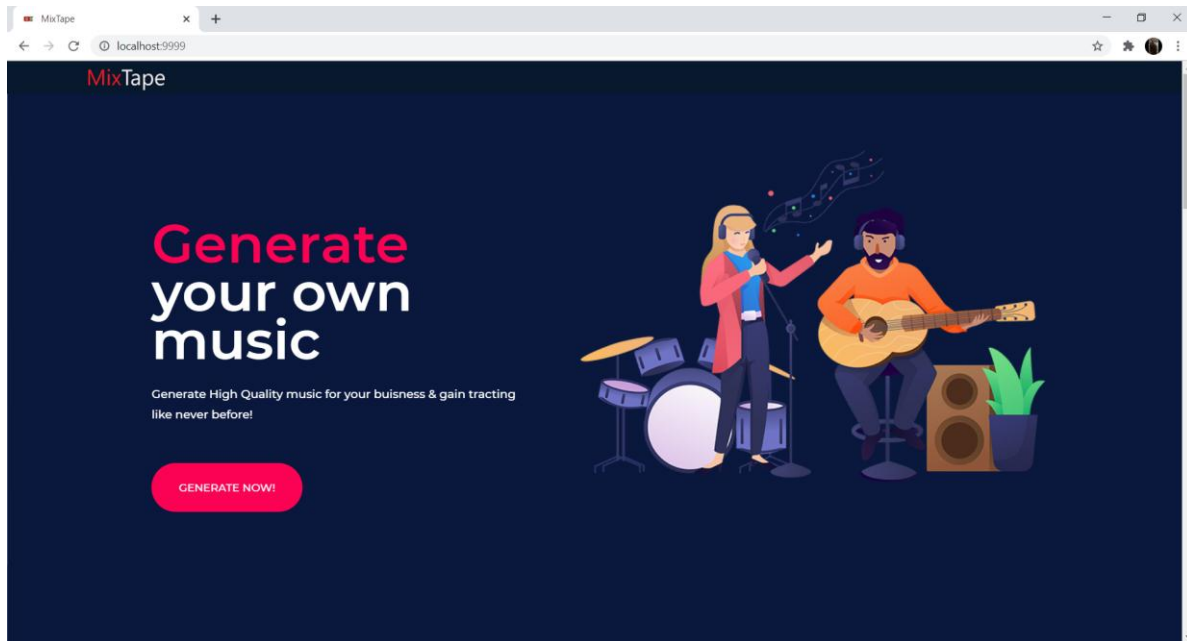 MixTape
localhost:9999
MixTape
Generate
your own
music
Generate High Quality music for your buisness & gain tracting
like never before!
GENERATE NOW!